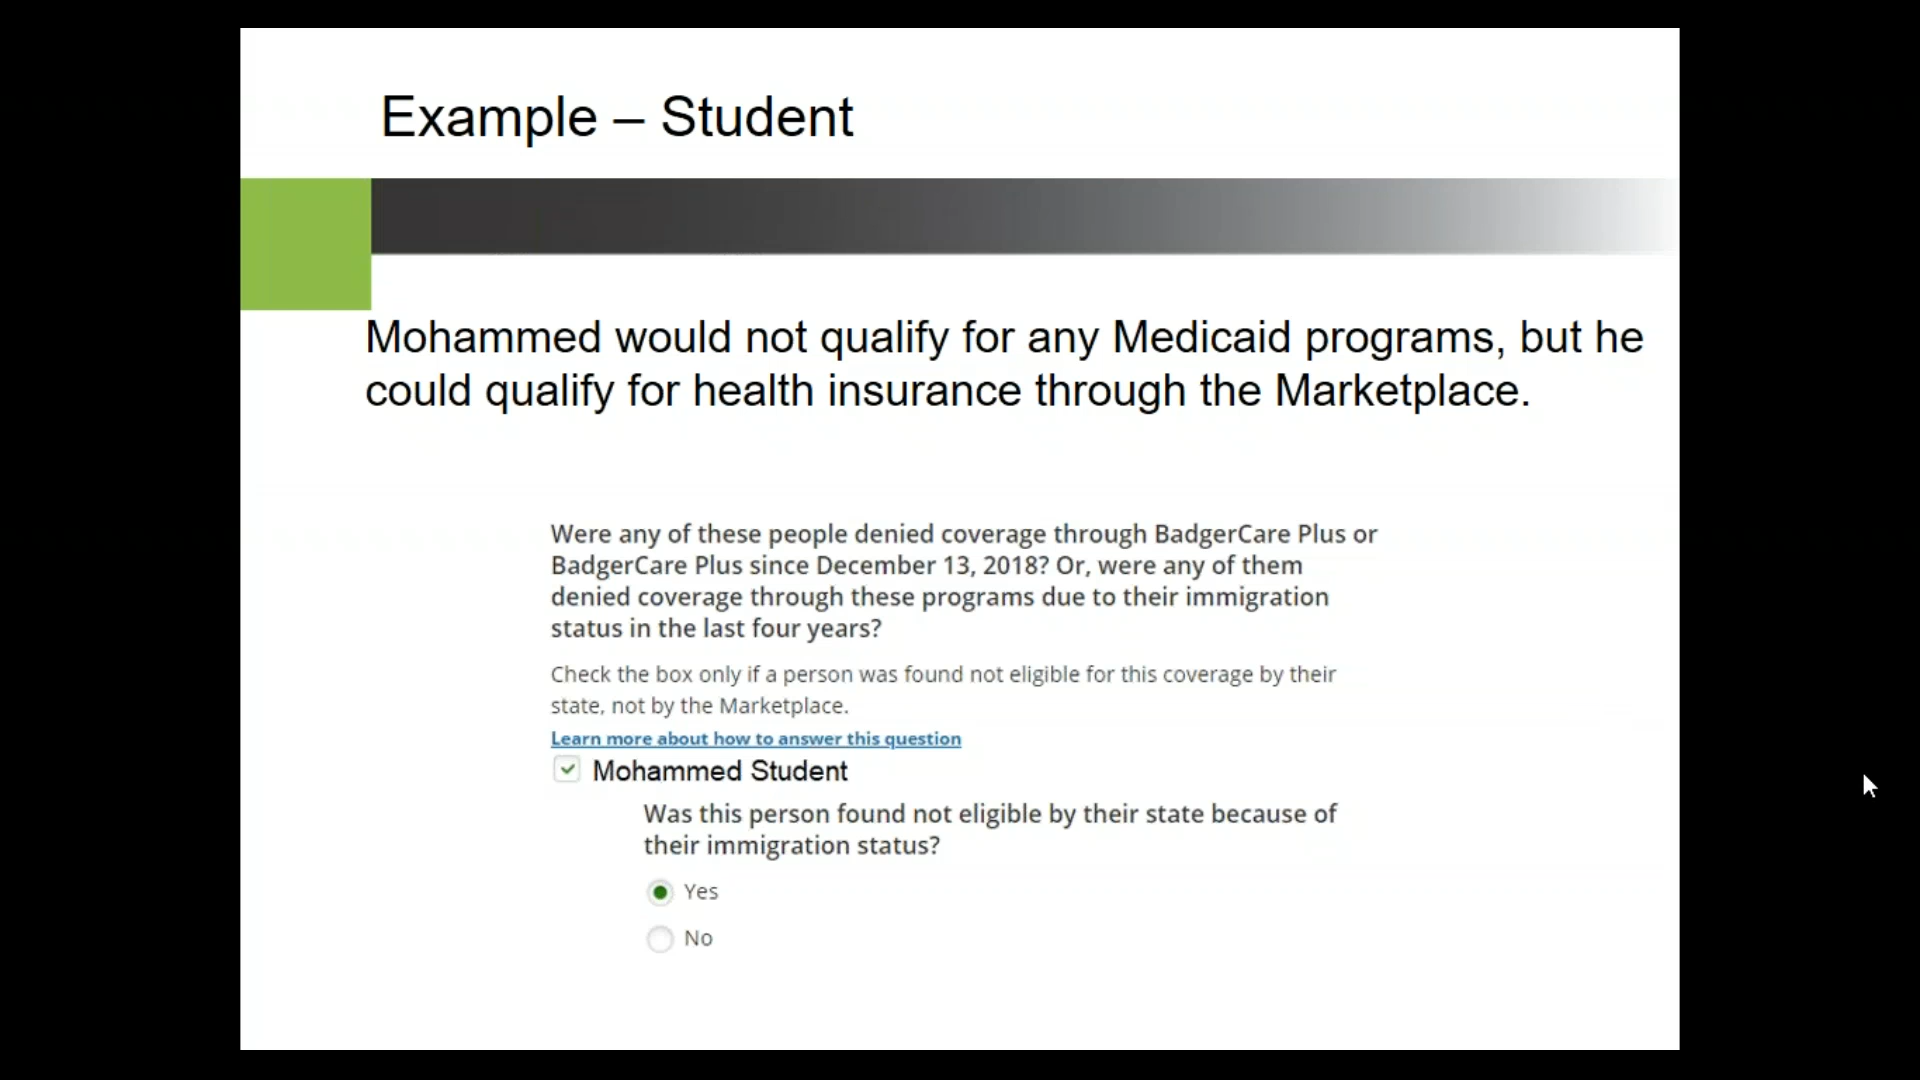 Example – Student
Mohammed would not qualify for any Medicaid programs, but he
could qualify for health insurance through the Marketplace.
Were any of these people denied coverage through BadgerCare Plus or
BadgerCare Plus since December 13, 2018? Or, were any of them
denied coverage through these programs due to their immigration
status in the last four years?
Check the box only if a person was found not eligible for this coverage by their
state, not by the Marketplace.
Learn more about how to answer this question
Mohammed Student
Was this person found not eligible by their state because of
their immigration status?
Yes
No